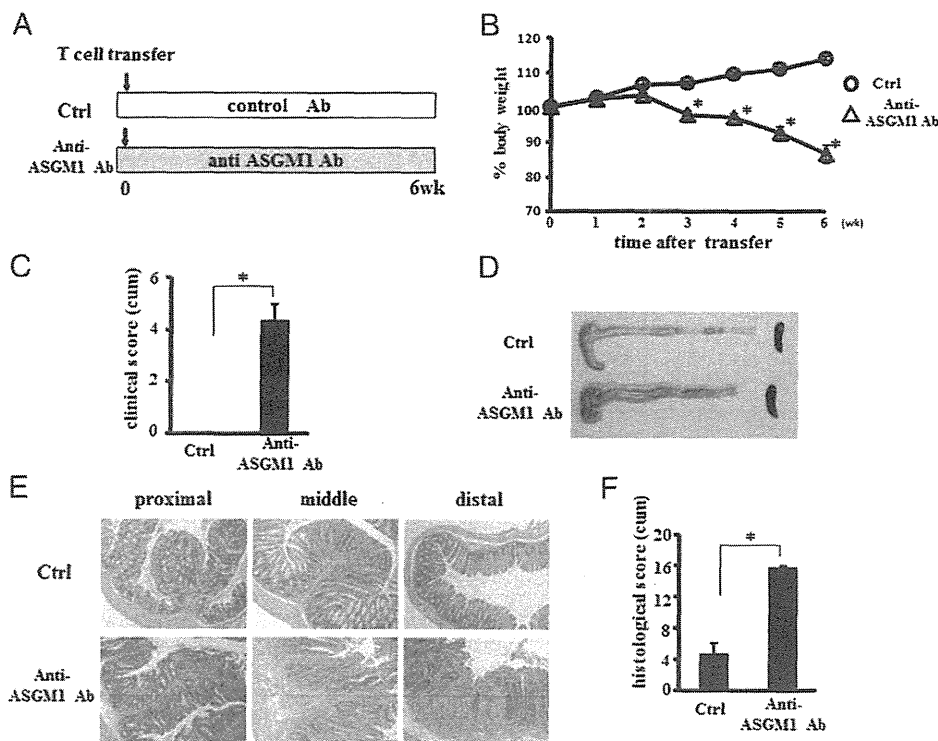 A
T cell transfer
Ctrl
control Ab
Anti-
ASGM1 Ab
anti ASGM1 Ab
0
6wk
B
% body weight
120
110
100
90
80
70
0 1 2 3 4 5 6 (wk)
time after transfer
* * * *
Ctrl
Anti-
ASGM1 Ab
C
clinical score (cum)
6
4
2
0
*
Ctrl
Anti-
ASGM1 Ab
D
Ctrl
Anti-
ASGM1 Ab
E
proximal middle distal
Ctrl
Anti-
ASGM1 Ab
F
histological score (cum)
20
16
12
8
4
0
*
Ctrl
Anti-
ASGM1 Ab